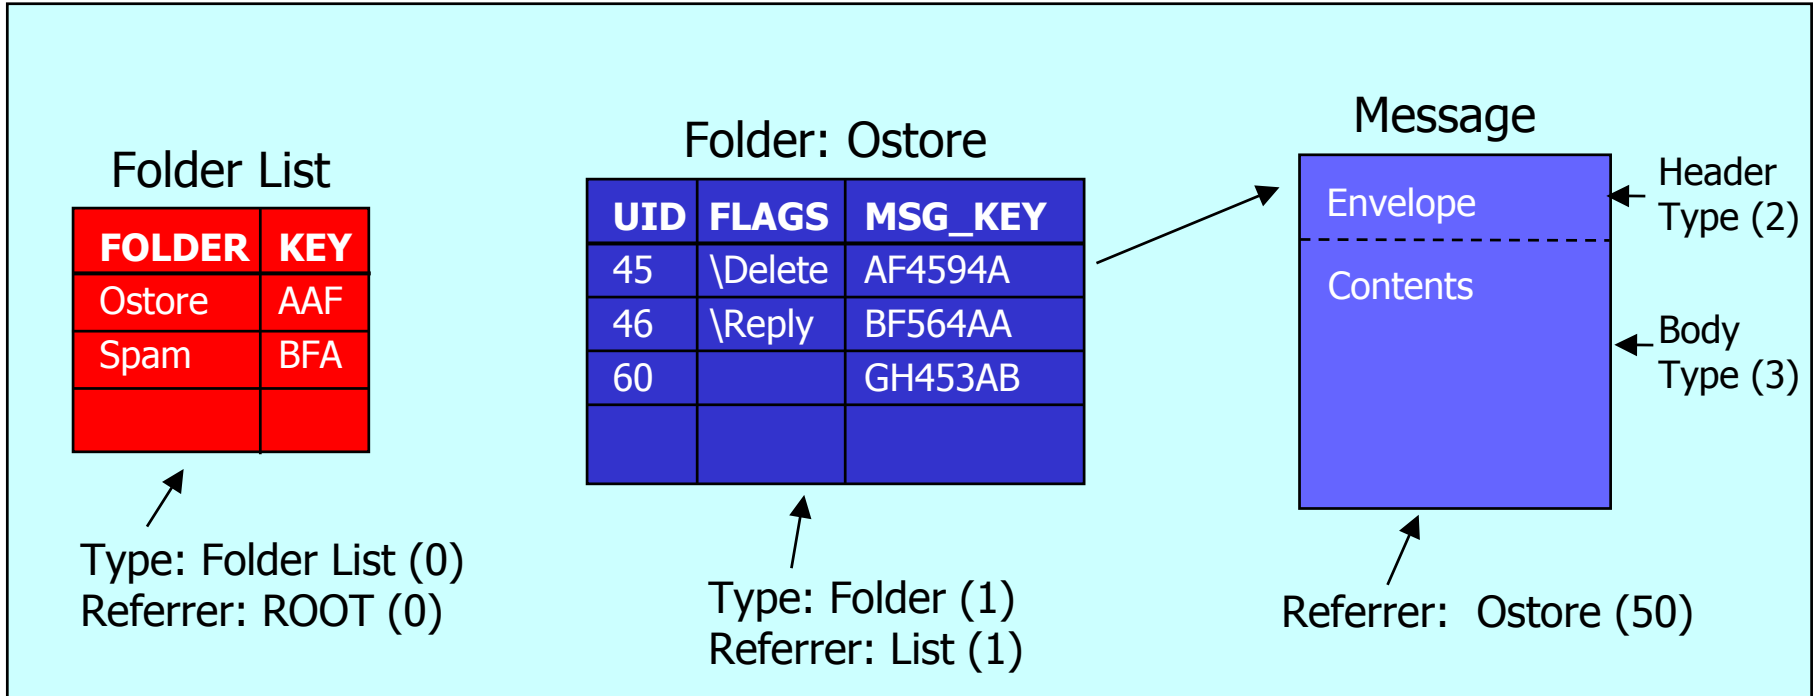 Folder List
FOLDER KEY
Ostore AAF
Spam BFA
Type: Folder List (0)
Referrer: ROOT (0)
Folder: Ostore
UID FLAGS MSG_KEY
45 \Delete AF4594A
46 \Reply BF564AA
60 GH453AB
Type: Folder (1)
Referrer: List (1)
Message
Envelope
Contents
Header
Type (2)
Body
Type (3)
Referrer: Ostore (50)